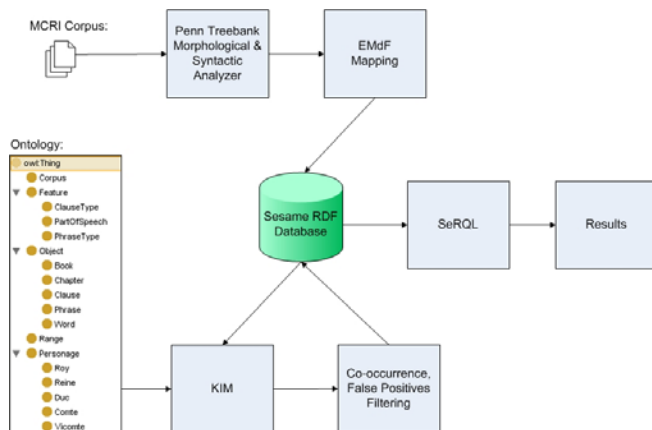 MCRI Corpus:
Penn Treebank
Morphological &
Syntactic
Analyzer
EMdF
Mapping
Ontology:
owl:Thing
Corpus
Feature
ClauseType
PartOfSpeech
PhraseType
Object
Book
Chapter
Clause
Phrase
Word
Range
Personage
Roy
Reine
Duc
Comte
Vicomte
Sesame RDF
Database
SeRQL
Results
KIM
Co-occurrence,
False Positives
Filtering